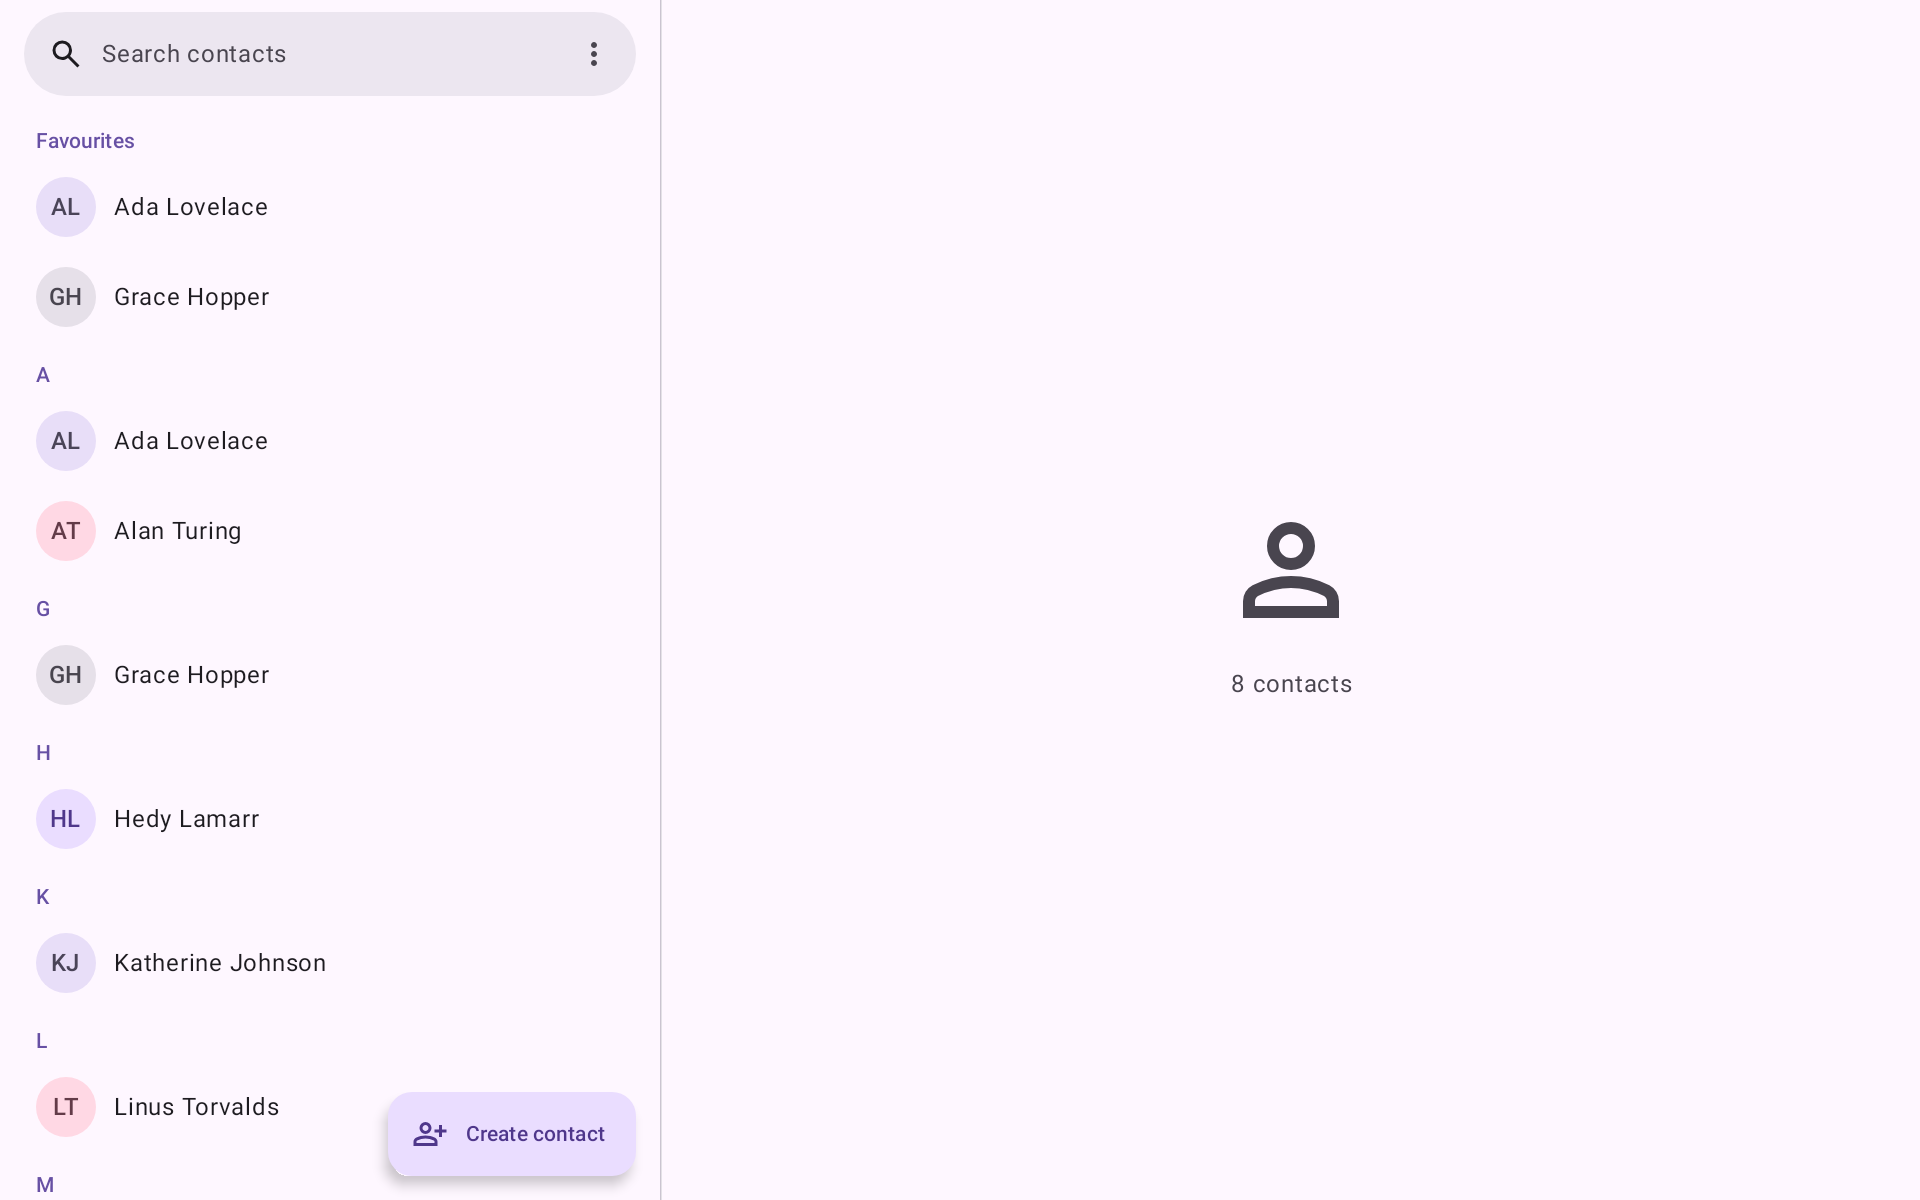 Search contacts
Favourites
AL Ada Lovelace
GH Grace Hopper
A
AL Ada Lovelace
AT Alan Turing
G
GH Grace Hopper
H
HL Hedy Lamarr
K
KJ Katherine Johnson
L
LT Linus Torvalds
Create contact
M
8 contacts